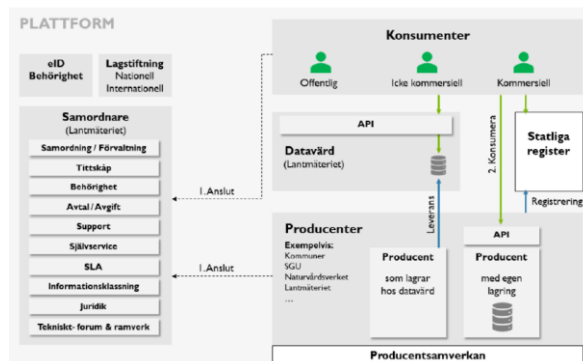 PLATTFORM
eID
Behörighet
Lagstiftning
Nationell
Internationell
Samordnare
(Lantmäteriet)
Samordning / Förvaltning
Tittskåp
Behörighet
Avtal / Avgift
Support
Självservice
SLA
Informationsklassning
Juridik
Tekniskt- forum & ramverk
1.Anslut
1.Anslut
Konsumenter
Offentlig
Icke kommersiell
Kommersiell
API
Datavärd
(Lantmäteriet)
2. Konsumera
Statliga
register
Leverans
Registrering
Producenter
Exempelvis:
Kommuner
SGU
Naturvårdsverket
Lantmäteriet
...
Producent
som lagrar
hos datavärd
API
Producent
med egen
lagring
Producentsamverkan